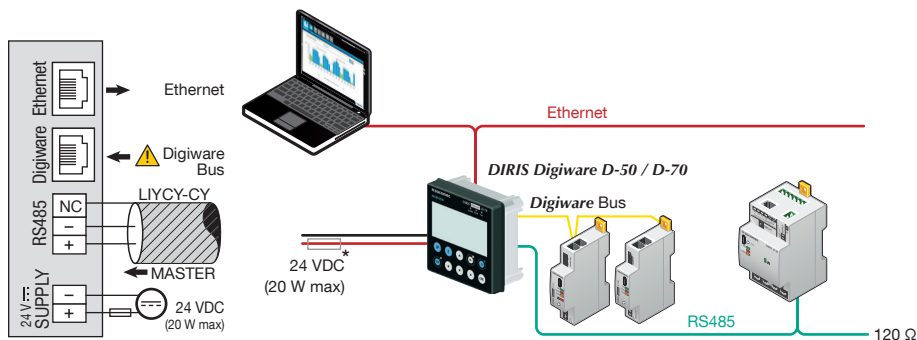 Ethernet
Ethernet
Digiware
Digiware
Bus
RS485
NC
–
+
LIYCY-CY
MASTER
24 V
SUPPLY
–
+
24 VDC
(20 W max)
Ethernet
DIRIS Digiware D-50 / D-70
Digiware Bus
*
24 VDC
(20 W max)
RS485
120 Ω